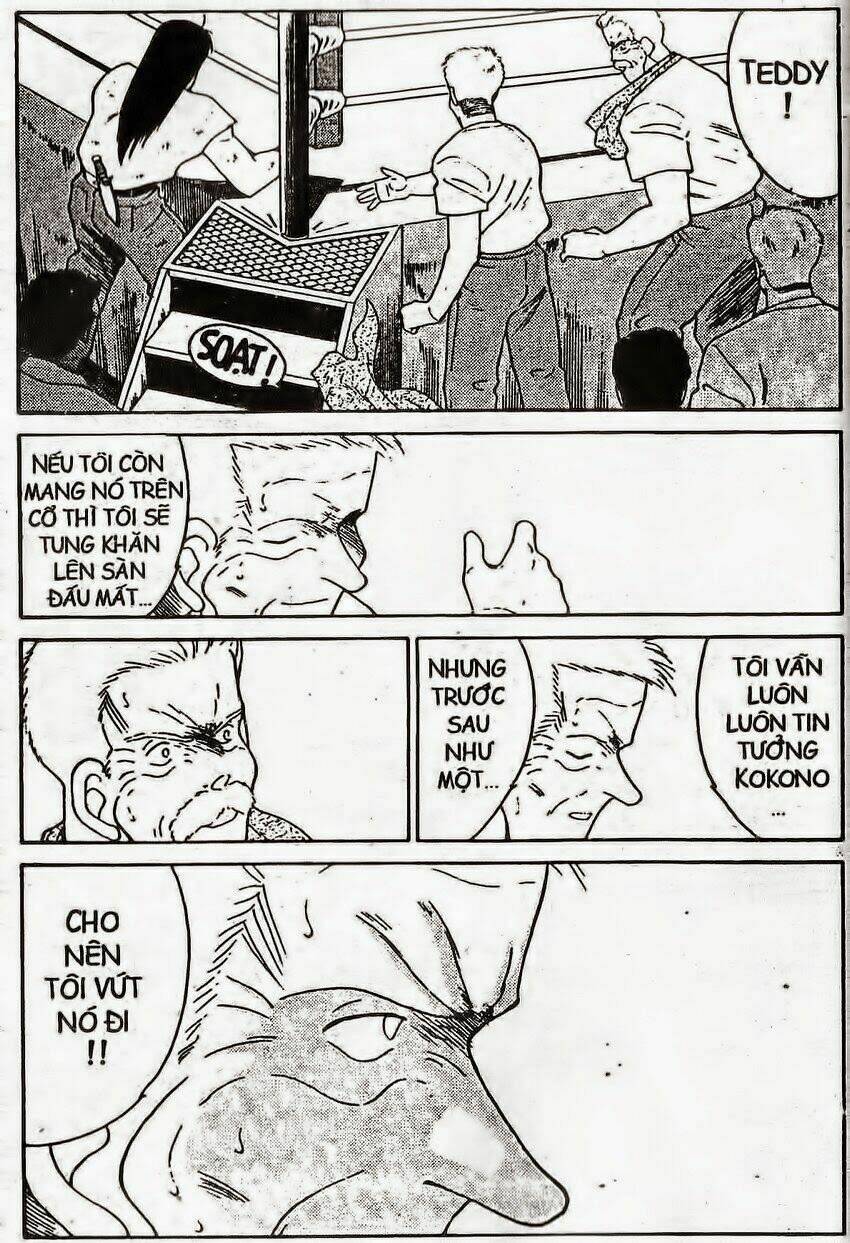 TEDDY
!
SOẠT!
NẾU TÔI CÒN
MANG NÓ TRÊN
CỔ THÌ TÔI SẼ
TUNG KHĂN
LÊN SÀN
ĐẤU MẤT...
TÔI VẪN
LUÔN
LUÔN TIN
TƯỞNG
KOKONO
...
NHƯNG
TRƯỚC
SAU
NHƯ
MỘT...
CHO
NÊN
TÔI VỨT
NÓ ĐI
!!